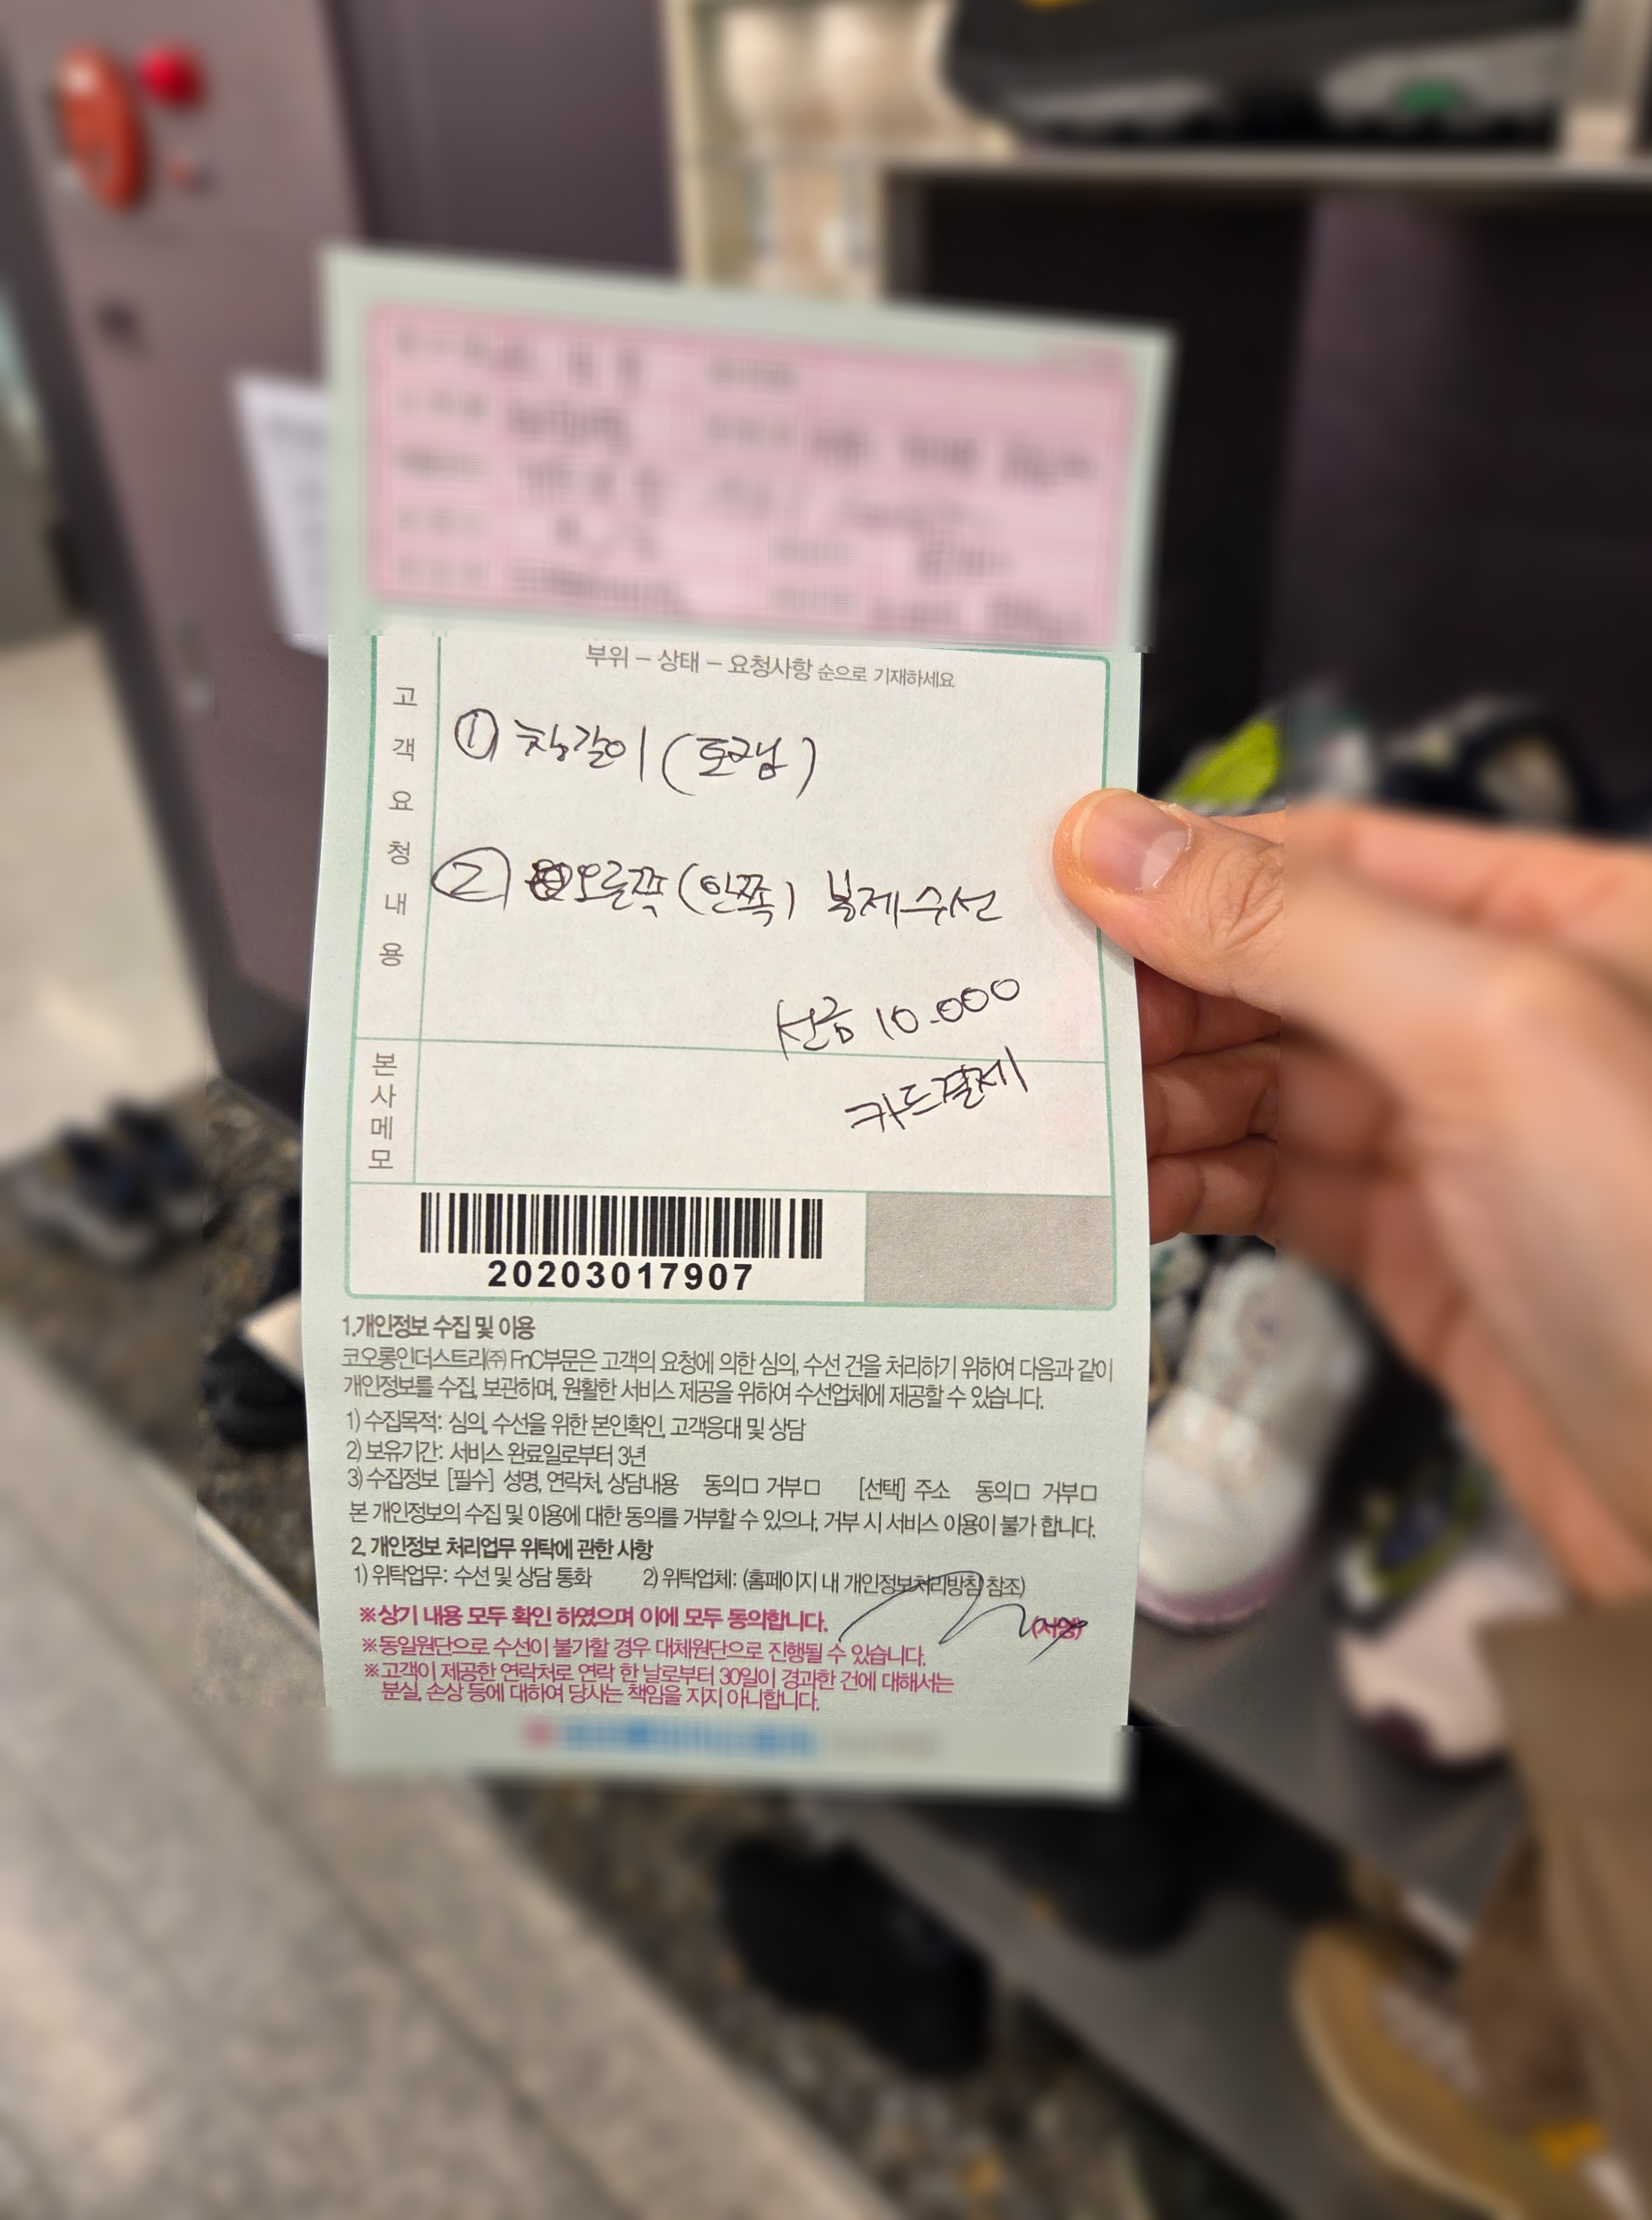 부위 – 상태 – 요청사항 순으로 기재하세요
고객요청내용
① 창갈이 (트랑)
② 오른쪽 (안쪽) 봉제수선
선금 10.000
본사메모
카드결제
20203017907
1.개인정보 수집 및 이용
코오롱인더스트리㈜ FnC부문은 고객의 요청에 의한 심의, 수선 건을 처리하기 위하여 다음과 같이
개인정보를 수집, 보관하며, 원활한 서비스 제공을 위하여 수선업체에 제공할 수 있습니다.
1) 수집목적: 심의, 수선을 위한 본인확인, 고객응대 및 상담
2) 보유기간: 서비스 완료일로부터 3년
3) 수집정보 [필수] 성명, 연락처, 상담내용 동의□ 거부□ [선택] 주소 동의□ 거부□
본 개인정보의 수집 및 이용에 대한 동의를 거부할 수 있으나, 거부 시 서비스 이용이 불가 합니다.
2. 개인정보 처리업무 위탁에 관한 사항
1) 위탁업무: 수선 및 상담 통화 2) 위탁업체: (홈페이지 내 개인정보처리방침 참조)
※상기 내용 모두 확인 하였으며 이에 모두 동의합니다. (서명)
※동일원단으로 수선이 불가할 경우 대체원단으로 진행될 수 있습니다.
※고객이 제공한 연락처로 연락 한 날로부터 30일이 경과한 건에 대해서는
분실, 손상 등에 대하여 당사는 책임을 지지 아니합니다.